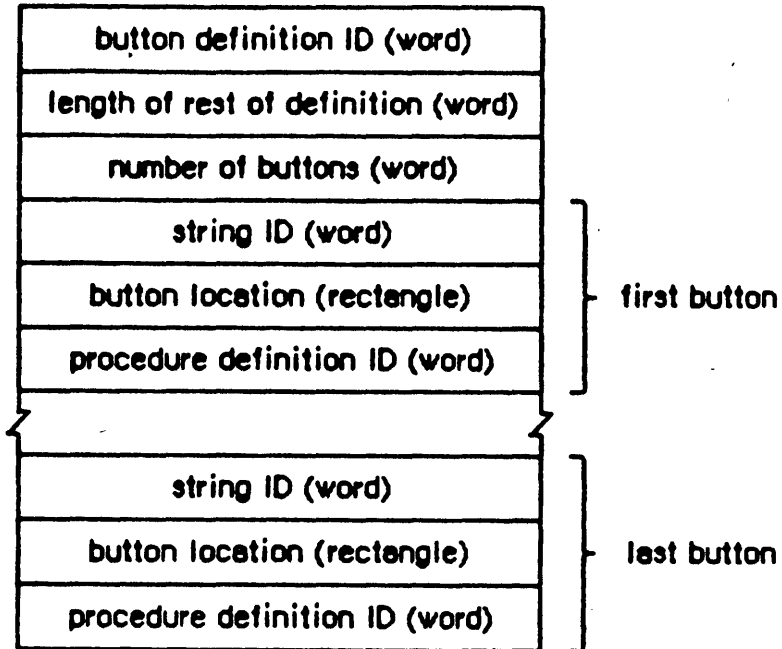 button definition ID (word)
length of rest of definition (word)
number of buttons (word)
string ID (word)
button location (rectangle)
first button
procedure definition ID (word)
string ID (word)
button location (rectangle)
last button
procedure definition ID (word)